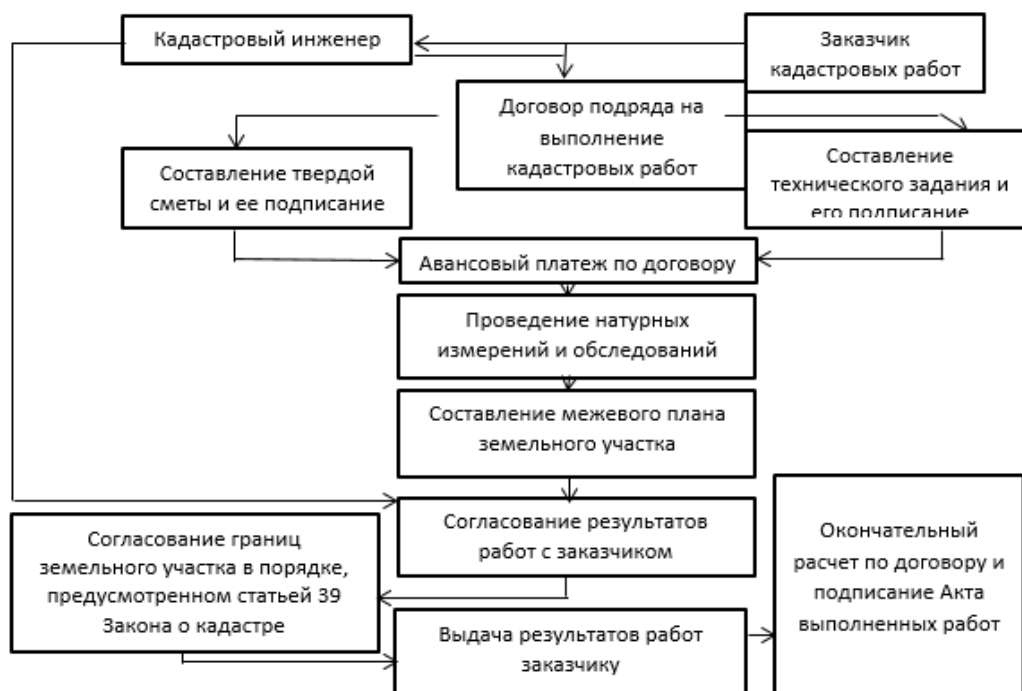 Кадастровый инженер
Заказчик
кадастровых работ
Договор подряда на
выполнение
кадастровых работ
Составление твердой
сметы и ее подписание
Составление
технического задания и
его подписание
Авансовый платеж по договору
Проведение натурных
измерений и обследований
Составление межевого плана
земельного участка
Согласование результатов
работ с заказчиком
Согласование границ
земельного участка в порядке,
предусмотренном статьей 39
Закона о кадастре
Выдача результатов работ
заказчику
Окончательный
расчет по договору и
подписание Акта
выполненных работ